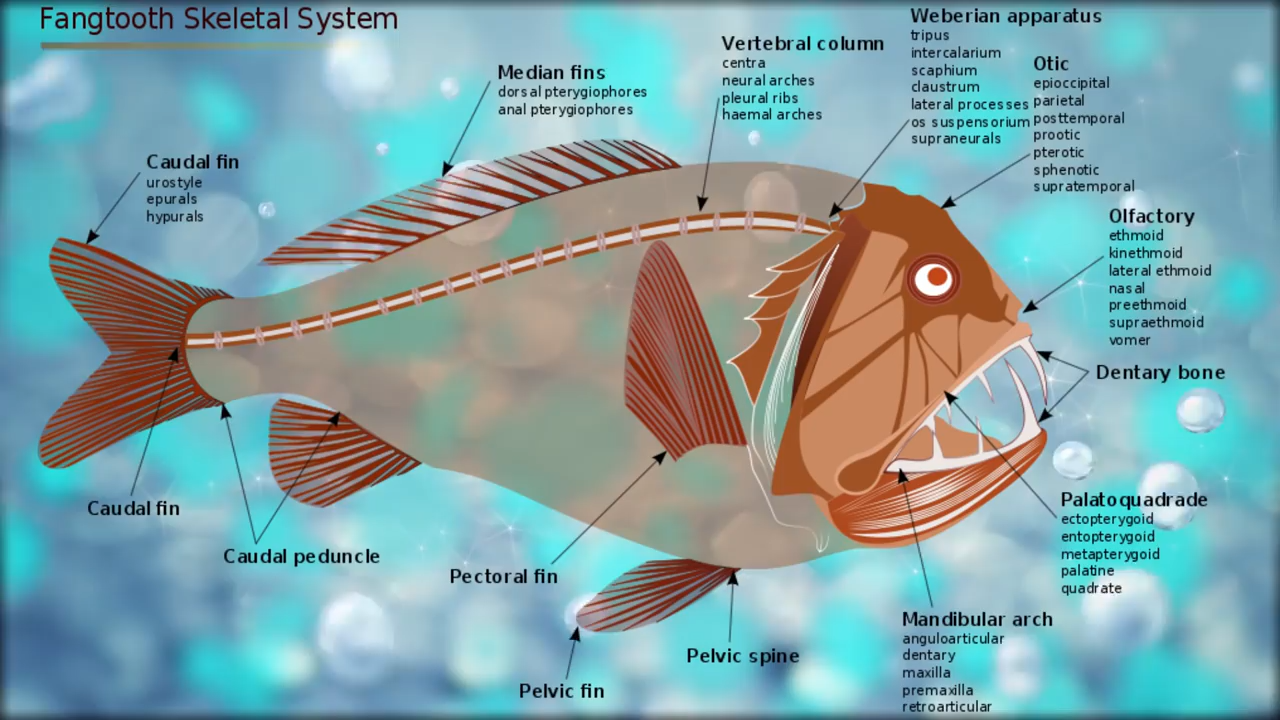 Fangtooth Skeletal System
Caudal fin
urostyle
epurals
hypurals
Median fins
dorsal pterygiophores
anal pterygiophores
Vertebral column
centra
neural arches
pleural ribs
haemal arches
Weberian apparatus
tripus
intercalarium
scaphium
claustrum
lateral processes
os suspensorium
supraneurals
Otic
epioccipital
parietal
posttemporal
prootic
pterotic
sphenotic
supratemporal
Olfactory
ethmoid
kinethmoid
lateral ethmoid
nasal
preethmoid
supraethmoid
vomer
Dentary bone
Palatoquadrade
ectopterygoid
entopterygoid
metapterygoid
palatine
quadrate
Mandibular arch
anguloarticular
dentary
maxilla
premaxilla
retroarticular
Caudal fin
Caudal peduncle
Pectoral fin
Pelvic spine
Pelvic fin